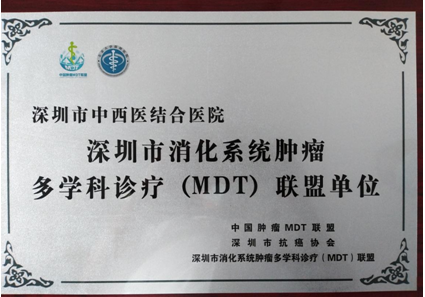 深圳市中西医结合医院
深圳市消化系统肿瘤
多学科诊疗（MDT）联盟单位
中国肿瘤MDT联盟
深圳市抗癌协会
深圳市消化系统肿瘤多学科诊疗（MDT）联盟